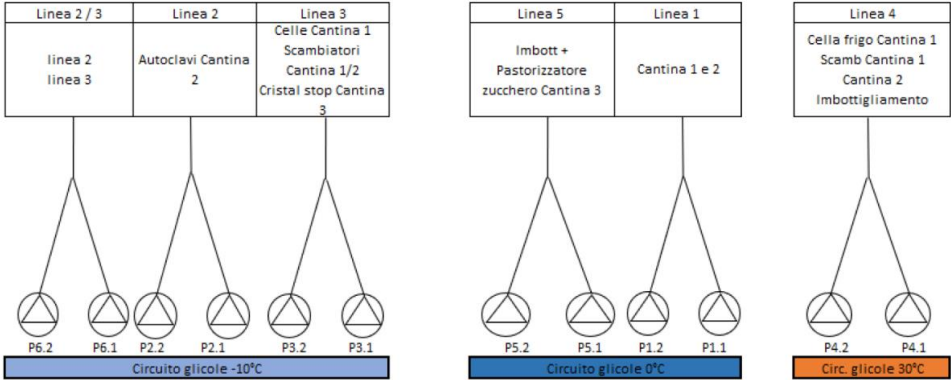 Linea 2 / 3
Linea 2
Linea 3
linea 2
linea 3
Autoclavi Cantina
2
Celle Cantina 1
Scambiatori
Cantina 1/2
Cristal stop Cantina
3
Linea 5
Linea 1
Imbott +
Pastorizzatore
zucchero Cantina 3
Cantina 1 e 2
Linea 4
Cella frigo Cantina 1
Scamb Cantina 1
Cantina 2
Imbottigliamento
P6.2
P6.1
P2.2
P2.1
P3.2
P3.1
P5.2
P5.1
P1.2
P1.1
P4.2
P4.1
Circuito glicole -10°C
Circuito glicole 0°C
Circ. glicole 30°C